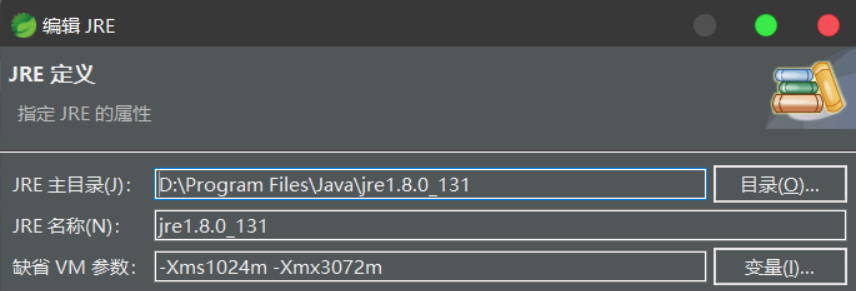 编辑 JRE
JRE 定义
指定 JRE 的属性
JRE 主目录(J): D:\Program Files\Java\jre1.8.0_131 目录(O)...
JRE 名称(N): jre1.8.0_131
缺省 VM 参数: -Xms1024m -Xmx3072m 变量(I)...